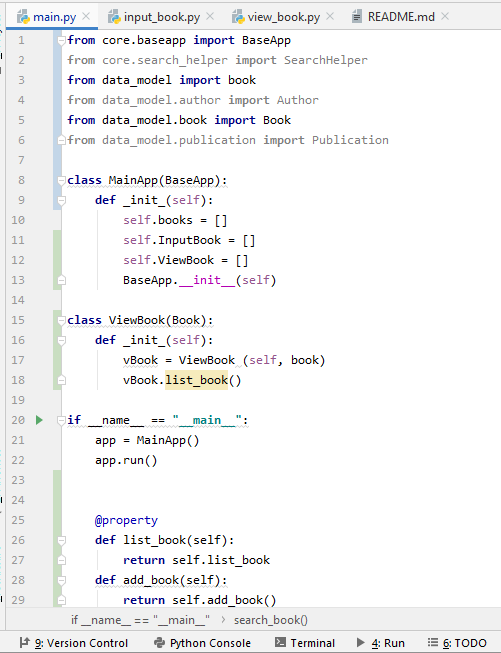 main.py × input_book.py × view_book.py × README.md ×
1 from core.baseapp import BaseApp
2 from core.search_helper import SearchHelper
3 from data_model import book
4 from data_model.author import Author
5 from data_model.book import Book
6 from data_model.publication import Publication
7
8 class MainApp(BaseApp):
9     def _init_(self):
10         self.books = []
11         self.InputBook = []
12         self.ViewBook = []
13         BaseApp.__init__(self)
14
15 class ViewBook(Book):
16     def _init_(self):
17         vBook = ViewBook (self, book)
18         vBook.list_book()
19
20 if __name__ == "__main__":
21     app = MainApp()
22     app.run()
23
24
25     @property
26     def list_book(self):
27         return self.list_book
28     def add_book(self):
29         return self.add_book()
if __name__ == "__main__" › search_book()
9: Version Control Python Console Terminal 4: Run 6: TODO